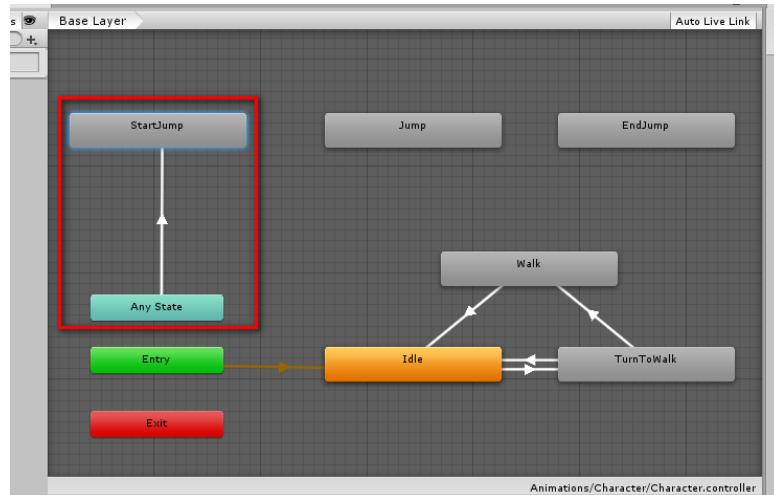 s
Base Layer
Auto Live Link
StartJump
Jump
EndJump
Walk
Any State
Entry
Idle
TurnToWalk
Exit
Animations/Character/Character.controller